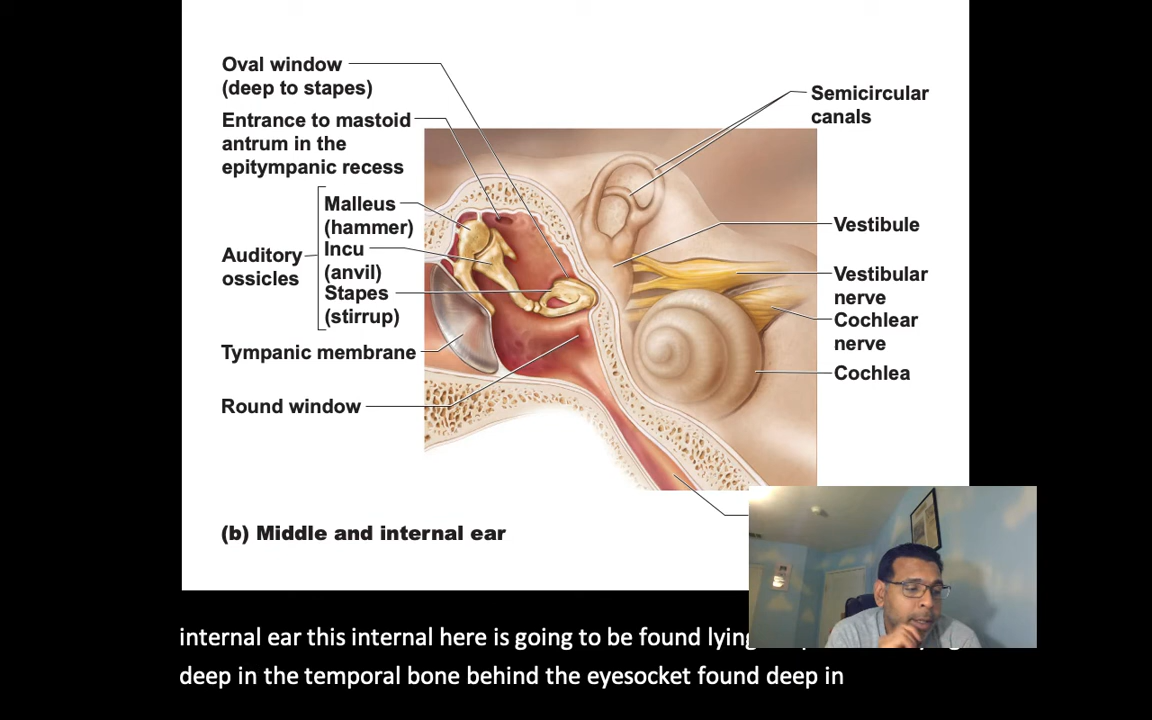 Oval window
(deep to stapes)
Entrance to mastoid
antrum in the
epitympanic recess
Malleus
(hammer)
Incu
(anvil)
Stapes
(stirrup)
Auditory
ossicles
Tympanic membrane
Round window
Semicircular
canals
Vestibule
Vestibular
nerve
Cochlear
nerve
Cochlea
(b) Middle and internal ear
internal ear this internal here is going to be found lying
deep in the temporal bone behind the eyesocket found deep in